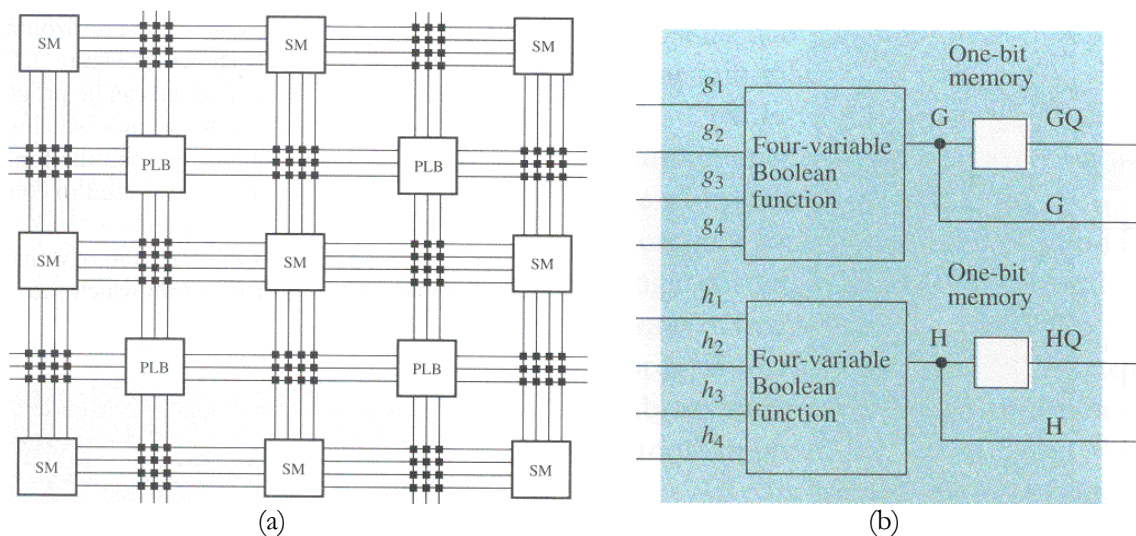 SM SM SM
PLB PLB
SM SM SM
PLB PLB
SM SM SM
(a)
One-bit
memory
g1
g2
g3
g4
Four-variable
Boolean
function
G
GQ
G
One-bit
memory
h1
h2
h3
h4
Four-variable
Boolean
function
H
HQ
H
(b)